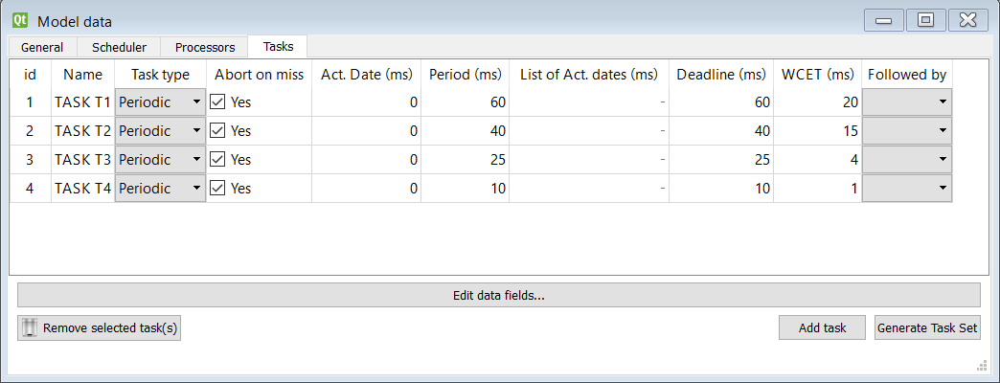 Qt Model data
General Scheduler Processors Tasks
id Name Task type Abort on miss Act. Date (ms) Period (ms) List of Act. dates (ms) Deadline (ms) WCET (ms) Followed by
1 TASK T1 Periodic Yes 0 60 - 60 20
2 TASK T2 Periodic Yes 0 40 - 40 15
3 TASK T3 Periodic Yes 0 25 - 25 4
4 TASK T4 Periodic Yes 0 10 - 10 1
Edit data fields...
Remove selected task(s) Add task Generate Task Set